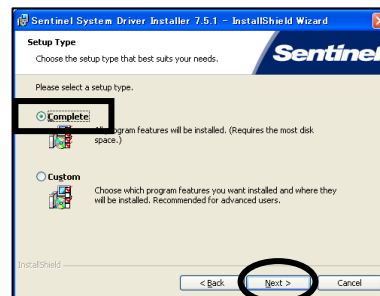 Sentinel System Driver Installer 7.5.1 - InstallShield Wizard
Setup Type
Choose the setup type that best suits your needs.
Sentinel
Please select a setup type.
Complete
program features will be installed. (Requires the most disk
space.)
Custom
Choose which program features you want installed and where they
will be installed. Recommended for advanced users.
InstallShield
< Back
Next >
Cancel